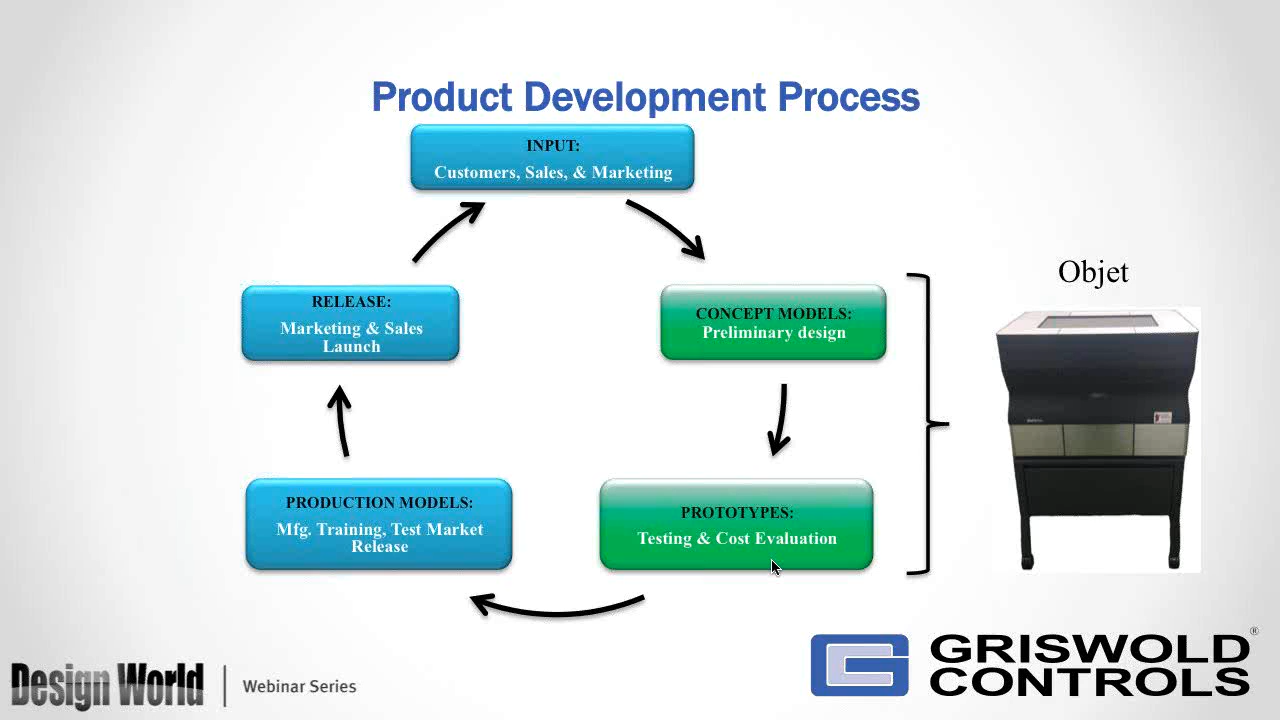 Product Development Process
INPUT:
Customers, Sales, & Marketing
Objet
RELEASE:
Marketing & Sales
Launch
CONCEPT MODELS:
Preliminary design
PRODUCTION MODELS:
Mfg. Training, Test Market
Release
PROTOTYPES:
Testing & Cost Evaluation
Design World
Webinar Series
GRISWOLD®
CONTROLS